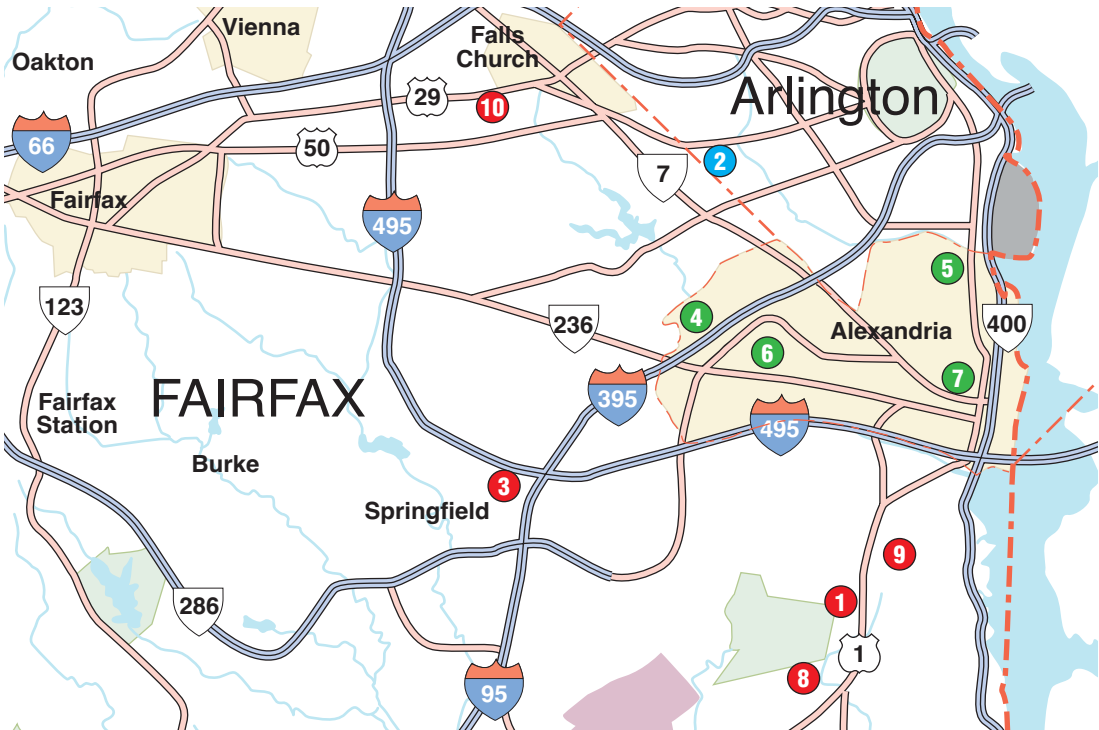 Vienna
Falls
Church
Oakton
29
10
Arlington
66
50
7
2
Fairfax
495
5
123
4
236
400
Alexandria
6
7
FAIRFAX
395
Fairfax
Station
495
Burke
3
Springfield
9
286
1
1
8
95